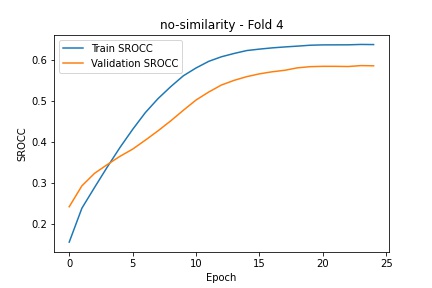 no-similarity - Fold 4
Train SROCC
Validation SROCC
SROCC
0.6
0.5
0.4
0.3
0.2
0 5 10 15 20 25
Epoch